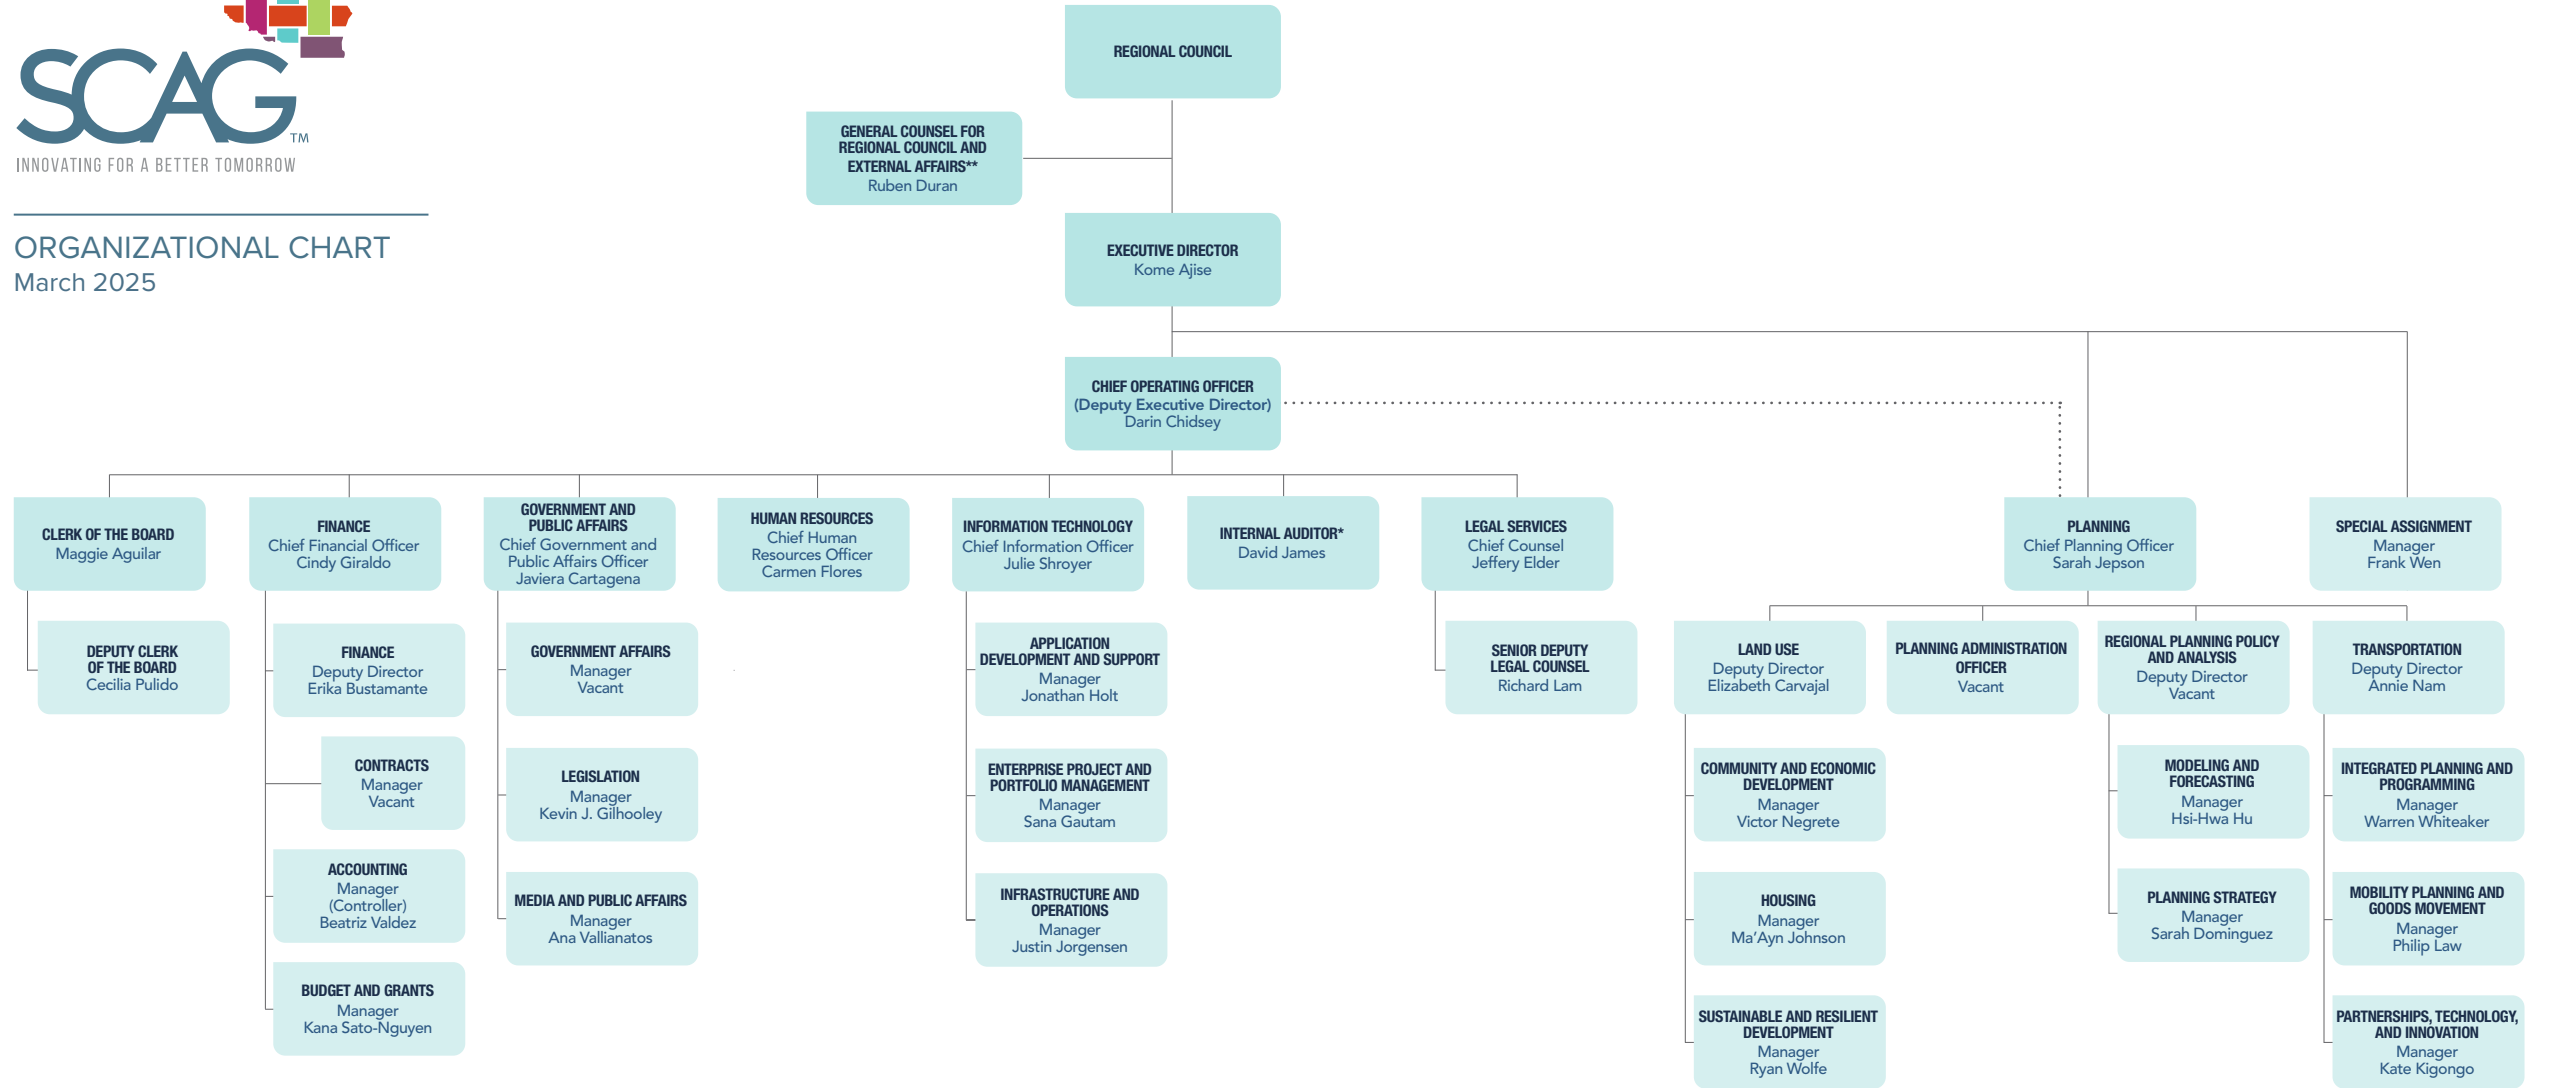 SCAG™
INNOVATING FOR A BETTER TOMORROW
ORGANIZATIONAL CHART
March 2025
REGIONAL COUNCIL
GENERAL COUNSEL FOR
REGIONAL COUNCIL AND
EXTERNAL AFFAIRS**
Ruben Duran
EXECUTIVE DIRECTOR
Kome Ajise
CHIEF OPERATING OFFICER
(Deputy Executive Director)
Darin Chidsey
CLERK OF THE BOARD
Maggie Aguilar
DEPUTY CLERK
OF THE BOARD
Cecilia Pulido
FINANCE
Chief Financial Officer
Cindy Giraldo
FINANCE
Deputy Director
Erika Bustamante
CONTRACTS
Manager
Vacant
ACCOUNTING
Manager
(Controller)
Beatriz Valdez
BUDGET AND GRANTS
Manager
Kana Sato-Nguyen
GOVERNMENT AND
PUBLIC AFFAIRS
Chief Government and
Public Affairs Officer
Javiera Cartagena
GOVERNMENT AFFAIRS
Manager
Vacant
LEGISLATION
Manager
Kevin J. Gilhooley
MEDIA AND PUBLIC AFFAIRS
Manager
Ana Vallianatos
HUMAN RESOURCES
Chief Human
Resources Officer
Carmen Flores
INFORMATION TECHNOLOGY
Chief Information Officer
Julie Shroyer
APPLICATION
DEVELOPMENT AND SUPPORT
Manager
Jonathan Holt
ENTERPRISE PROJECT AND
PORTFOLIO MANAGEMENT
Manager
Sana Gautam
INFRASTRUCTURE AND
OPERATIONS
Manager
Justin Jorgensen
INTERNAL AUDITOR*
David James
LEGAL SERVICES
Chief Counsel
Jeffery Elder
SENIOR DEPUTY
LEGAL COUNSEL
Richard Lam
PLANNING
Chief Planning Officer
Sarah Jepson
SPECIAL ASSIGNMENT
Manager
Frank Wen
LAND USE
Deputy Director
Elizabeth Carvajal
COMMUNITY AND ECONOMIC
DEVELOPMENT
Manager
Victor Negrete
HOUSING
Manager
Ma'Ayn Johnson
SUSTAINABLE AND RESILIENT
DEVELOPMENT
Manager
Ryan Wolfe
PLANNING ADMINISTRATION
OFFICER
Vacant
REGIONAL PLANNING POLICY
AND ANALYSIS
Deputy Director
Vacant
MODELING AND
FORECASTING
Manager
Hsi-Hwa Hu
PLANNING STRATEGY
Manager
Sarah Dominguez
TRANSPORTATION
Deputy Director
Annie Nam
INTEGRATED PLANNING AND
PROGRAMMING
Manager
Warren Whiteaker
MOBILITY PLANNING AND
GOODS MOVEMENT
Manager
Philip Law
PARTNERSHIPS, TECHNOLOGY,
AND INNOVATION
Manager
Kate Kigongo